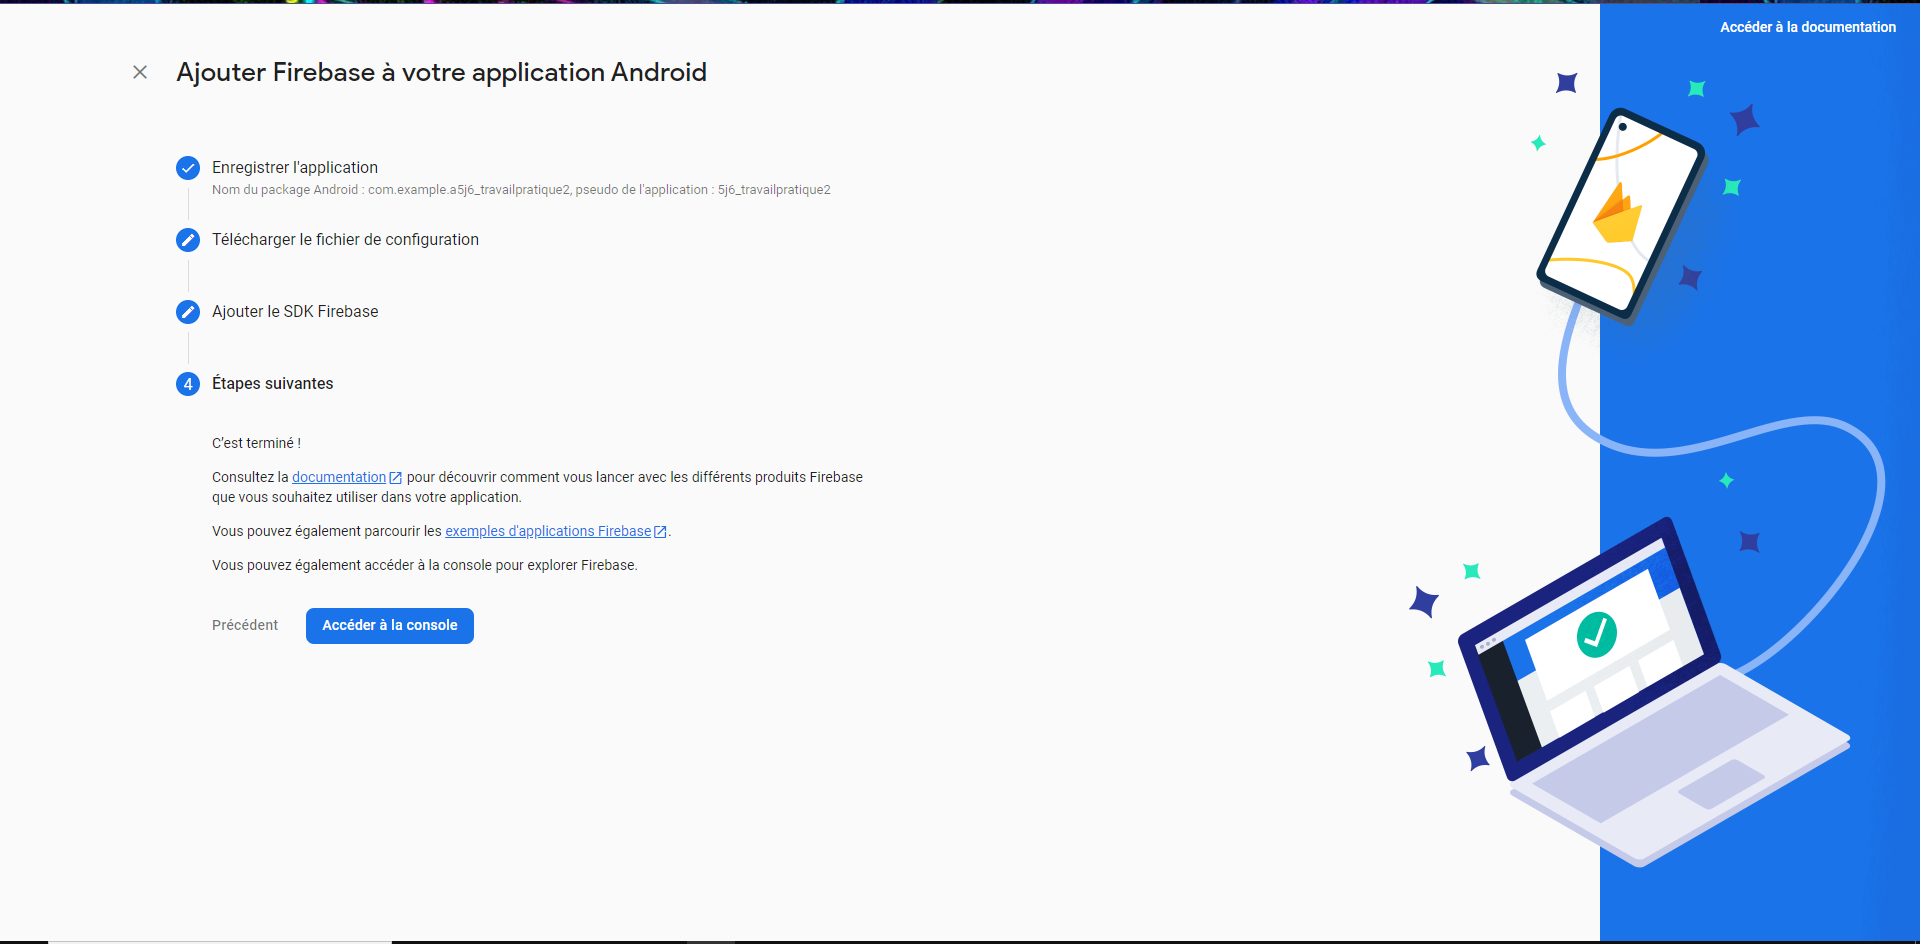 Accéder à la documentation
Ajouter Firebase à votre application Android
Enregistrer l'application
Nom du package Android : com.example.a5j6_travailpratique2, pseudo de l'application : 5j6_travailpratique2
Télécharger le fichier de configuration
Ajouter le SDK Firebase
4 Étapes suivantes
C'est terminé !
Consultez la documentation pour découvrir comment vous lancer avec les différents produits Firebase
que vous souhaitez utiliser dans votre application.
Vous pouvez également parcourir les exemples d'applications Firebase.
Vous pouvez également accéder à la console pour explorer Firebase.
Précédent Accéder à la console